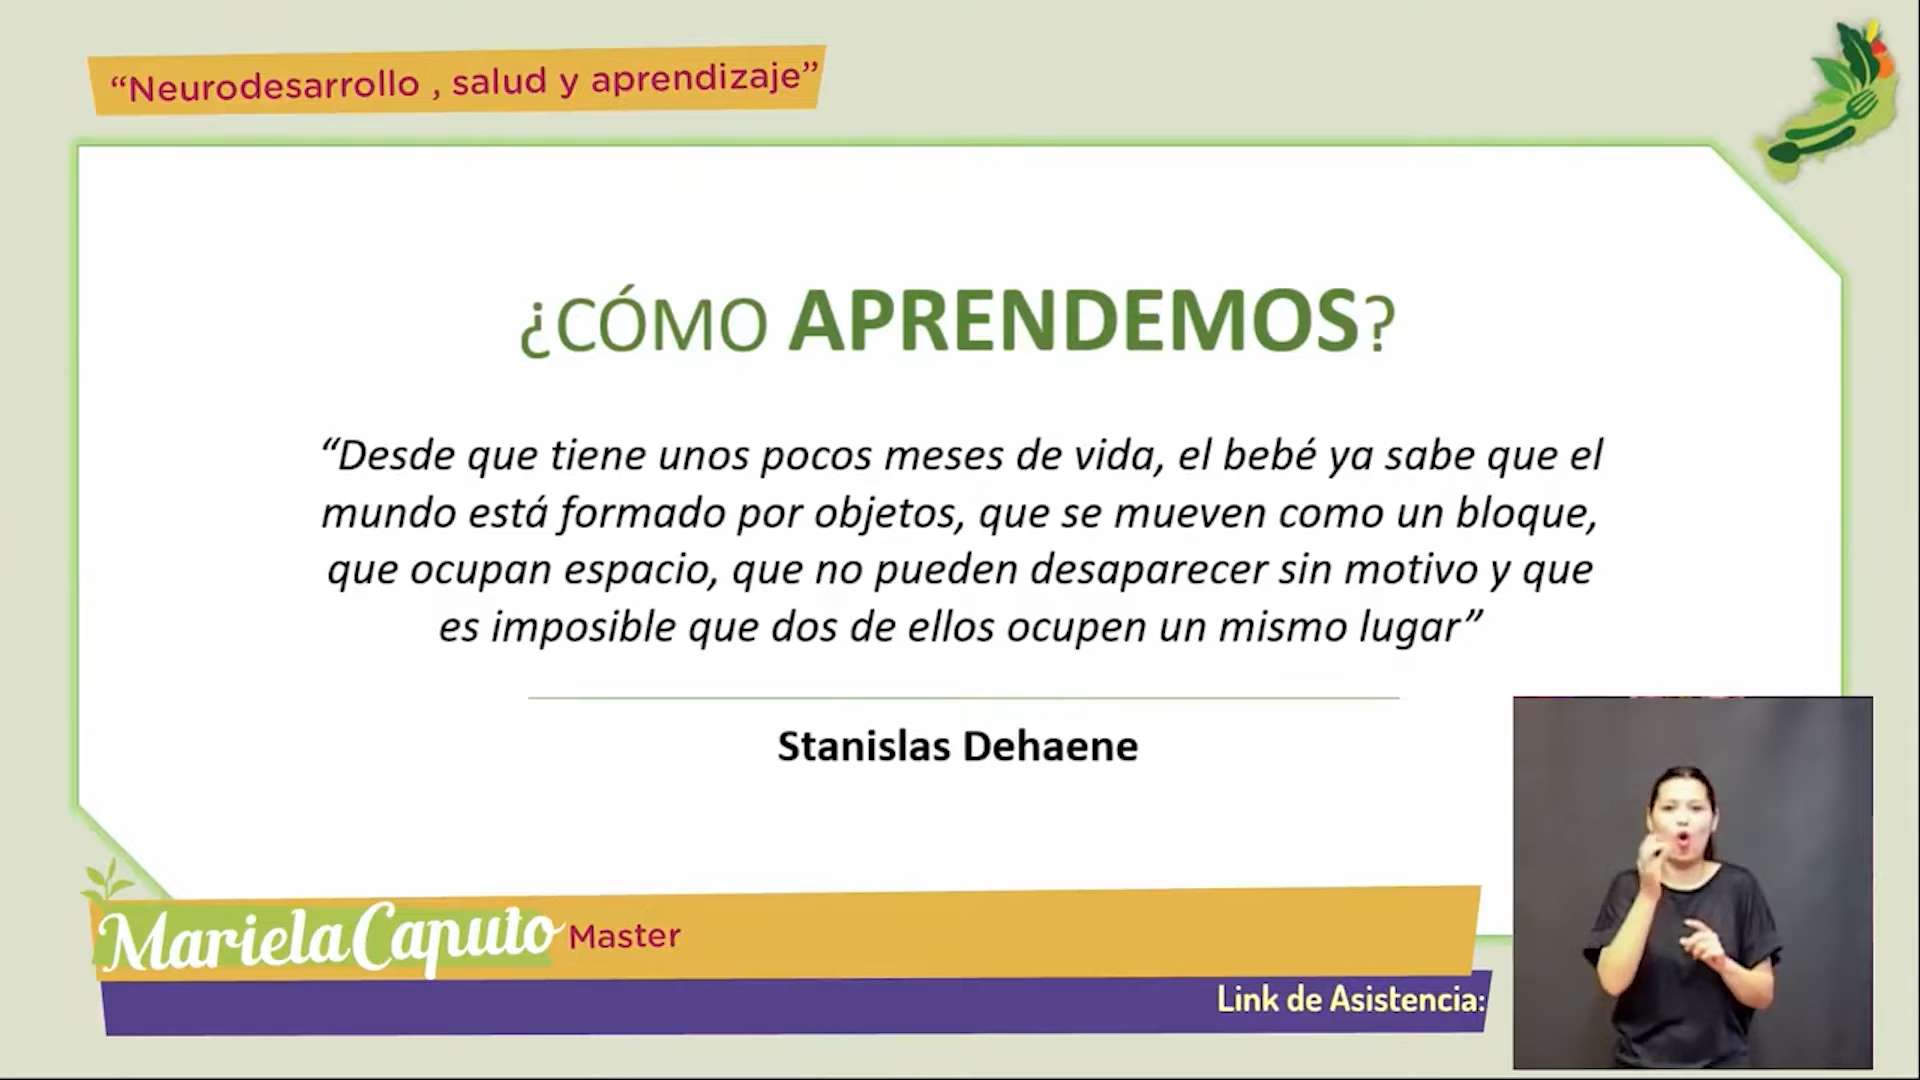 “Neurodesarrollo , salud y aprendizaje”
¿CÓMO APRENDEMOS?
“Desde que tiene unos pocos meses de vida, el bebé ya sabe que el
mundo está formado por objetos, que se mueven como un bloque,
que ocupan espacio, que no pueden desaparecer sin motivo y que
es imposible que dos de ellos ocupen un mismo lugar”
Stanislas Dehaene
Mariela Caputo Master
Link de Asistencia: